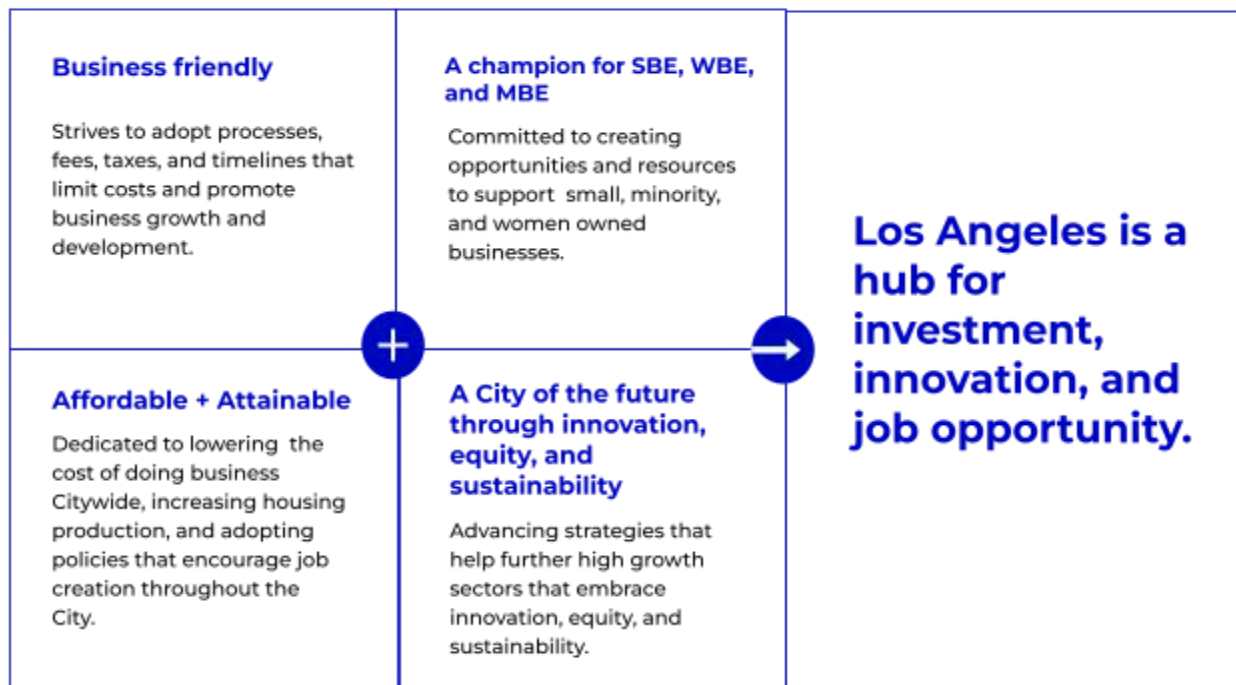 Business friendly
Strives to adopt processes,
fees, taxes, and timelines that
limit costs and promote
business growth and
development.
A champion for SBE, WBE,
and MBE
Committed to creating
opportunities and resources
to support small, minority,
and women owned
businesses.
Affordable + Attainable
Dedicated to lowering the
cost of doing business
Citywide, increasing housing
production, and adopting
policies that encourage job
creation throughout the
City.
A City of the future
through innovation,
equity, and
sustainability
Advancing strategies that
help further high growth
sectors that embrace
innovation, equity, and
sustainability.
Los Angeles is a
hub for
investment,
innovation, and
job opportunity.